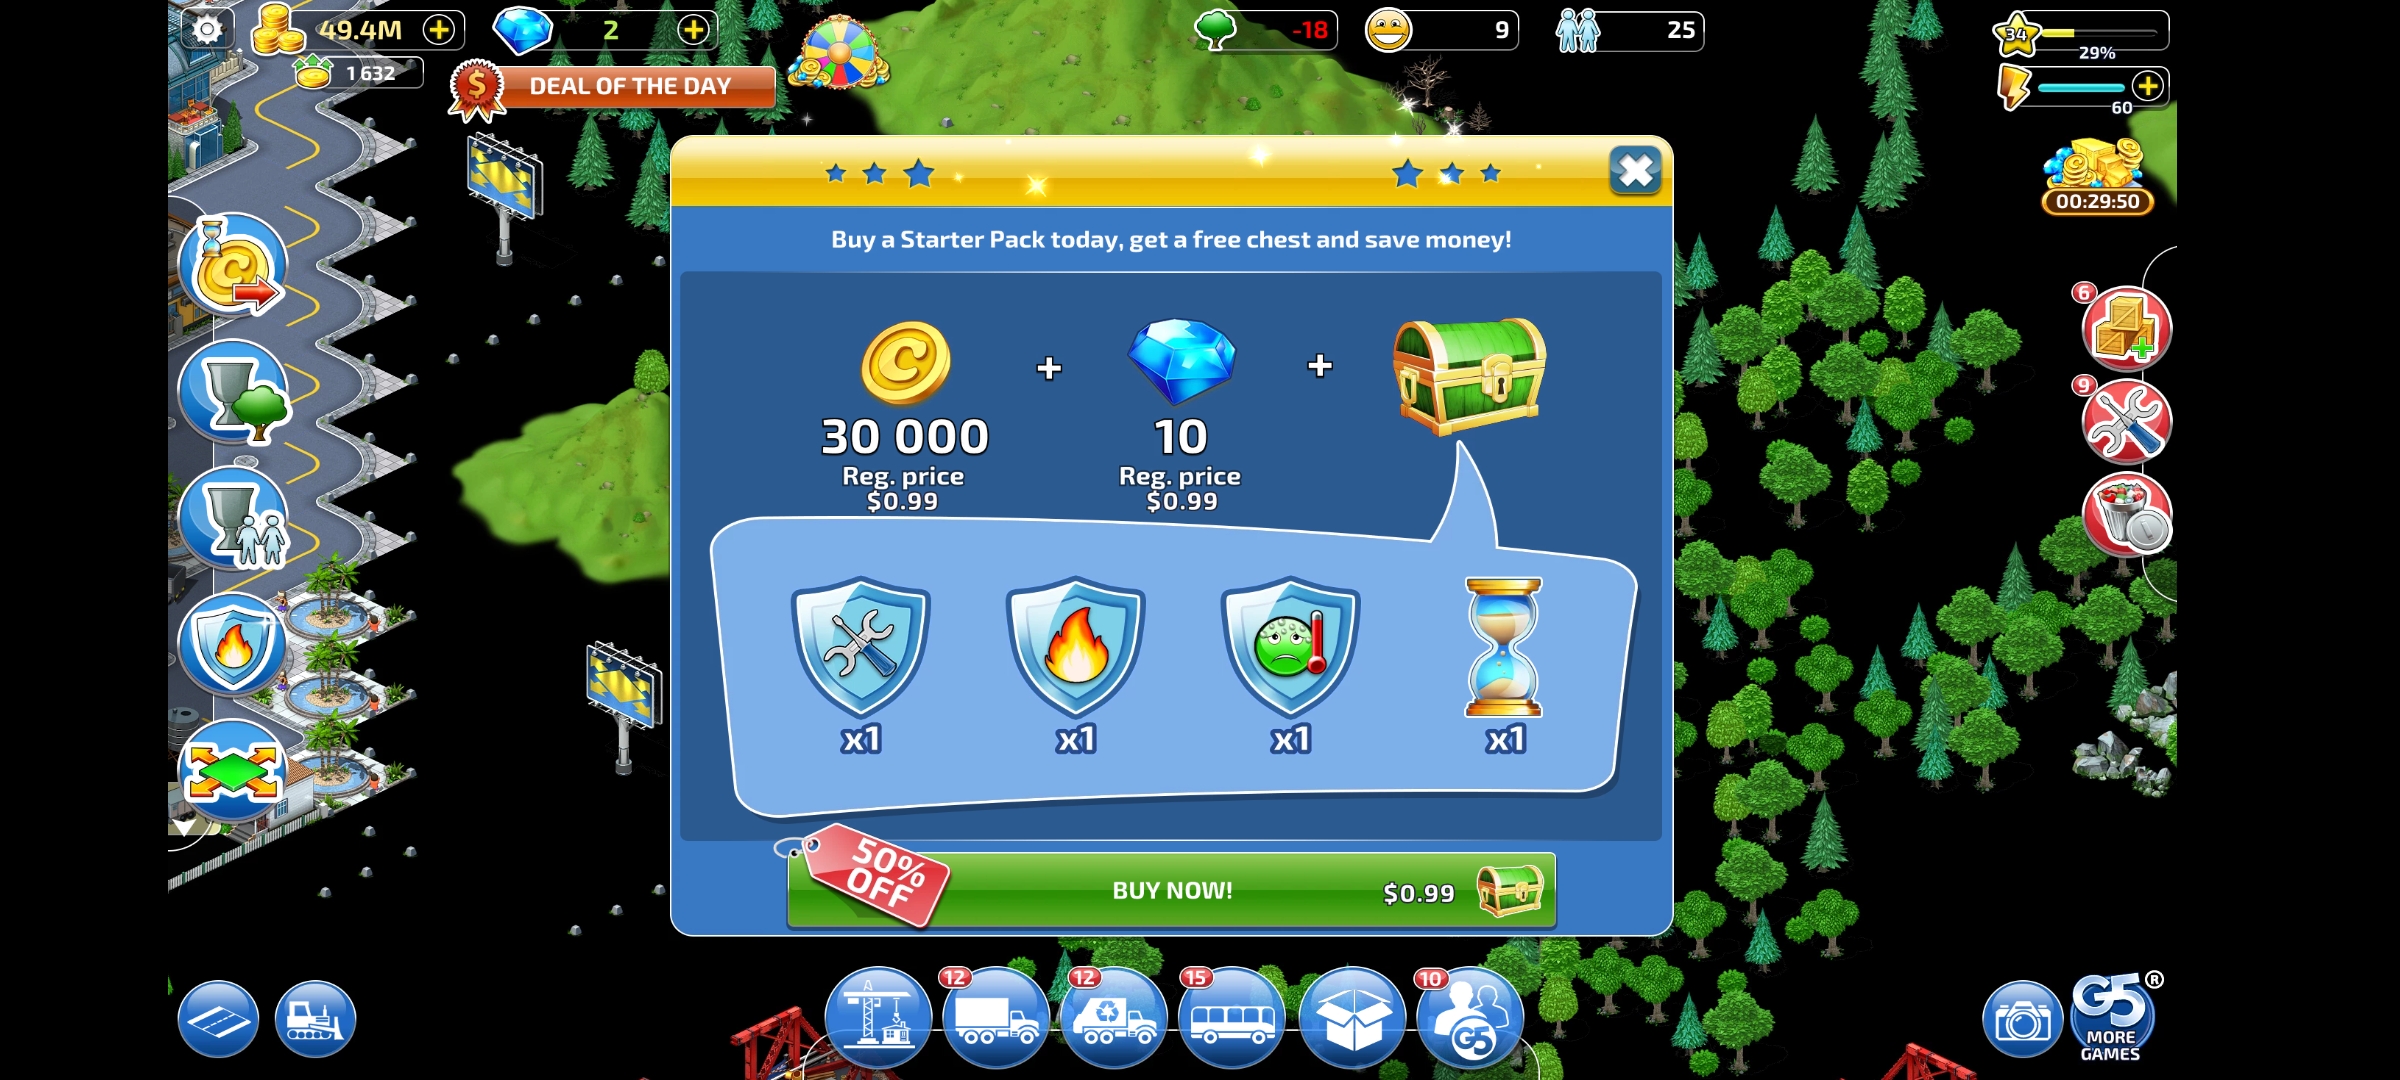 49.4M
2
-18
9
25
34
29%
1 632
DEAL OF THE DAY
60
00:29:50
Buy a Starter Pack today, get a free chest and save money!
C
+
+
30 000
10
Reg. price
Reg. price
$0.99
$0.99
x1
x1
x1
x1
50%
OFF
BUY NOW!
$0.99
C
6
9
12
12
15
10
G5
G5®
MORE
GAMES